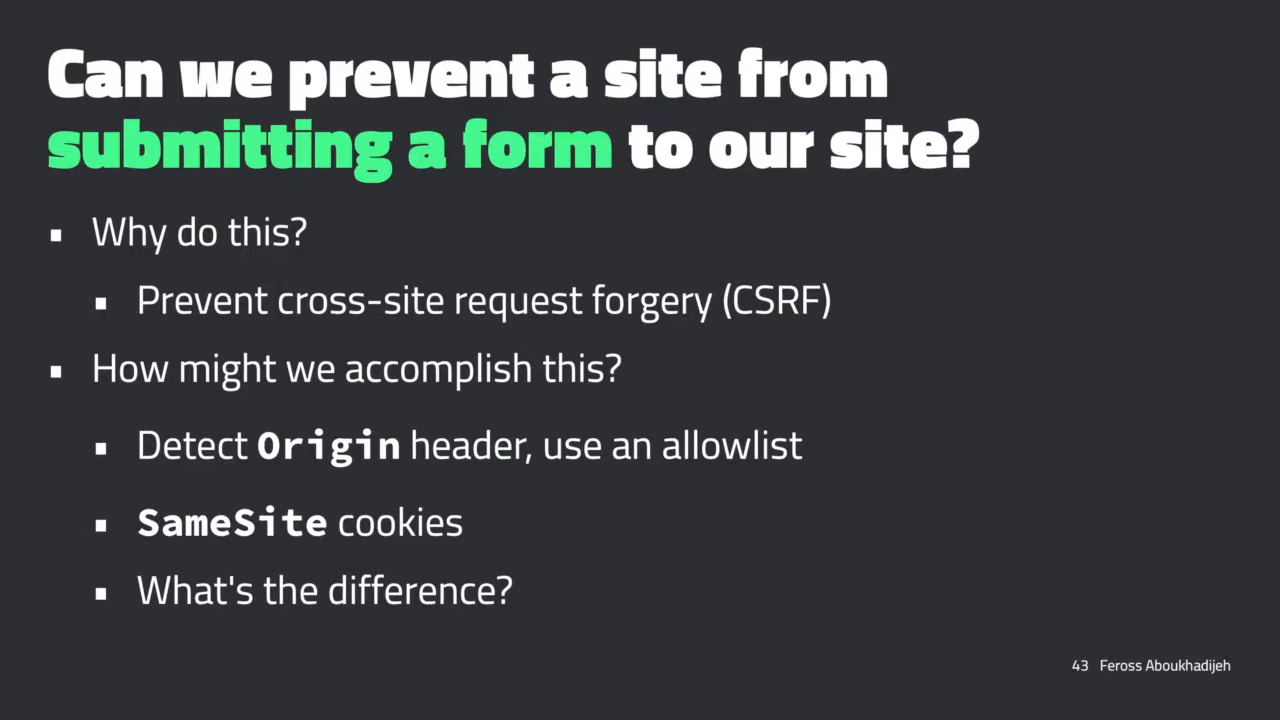 Can we prevent a site from
submitting a form to our site?
▪ Why do this?
▪ Prevent cross-site request forgery (CSRF)
▪ How might we accomplish this?
▪ Detect Origin header, use an allowlist
▪ SameSite cookies
▪ What's the difference?
43 Feross Aboukhadijeh